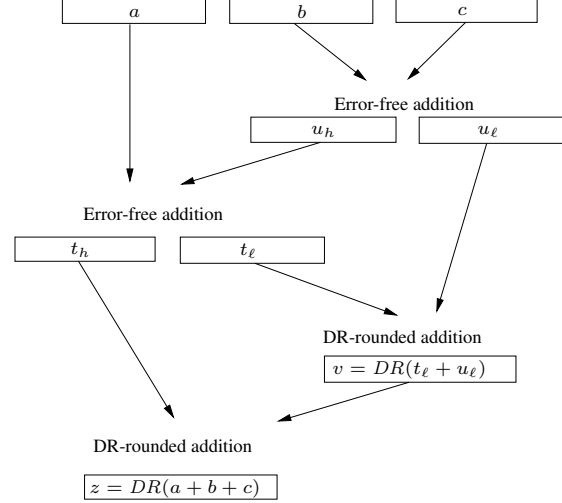 a b c
Error-free addition
u_h u_ℓ
Error-free addition
t_h t_ℓ
DR-rounded addition
v = DR(t_ℓ + u_ℓ)
DR-rounded addition
z = DR(a + b + c)